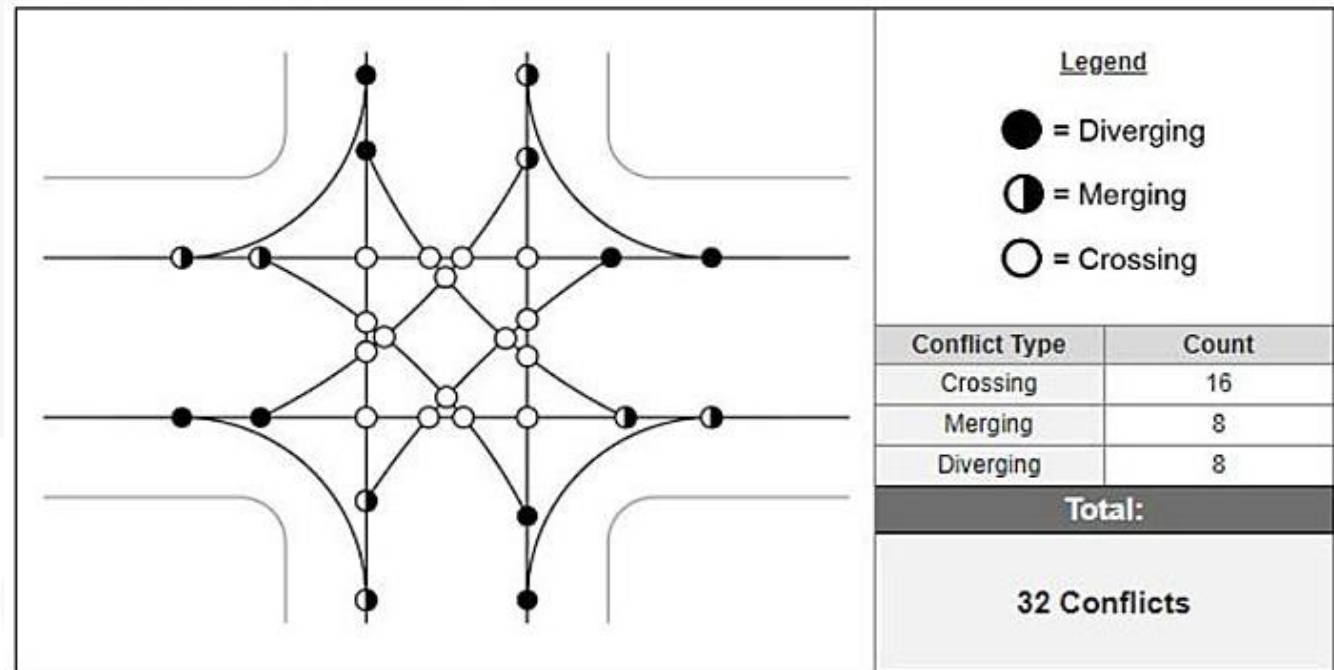 Legend
= Diverging
= Merging
= Crossing
Conflict Type Count
Crossing 16
Merging 8
Diverging 8
Total:
32 Conflicts